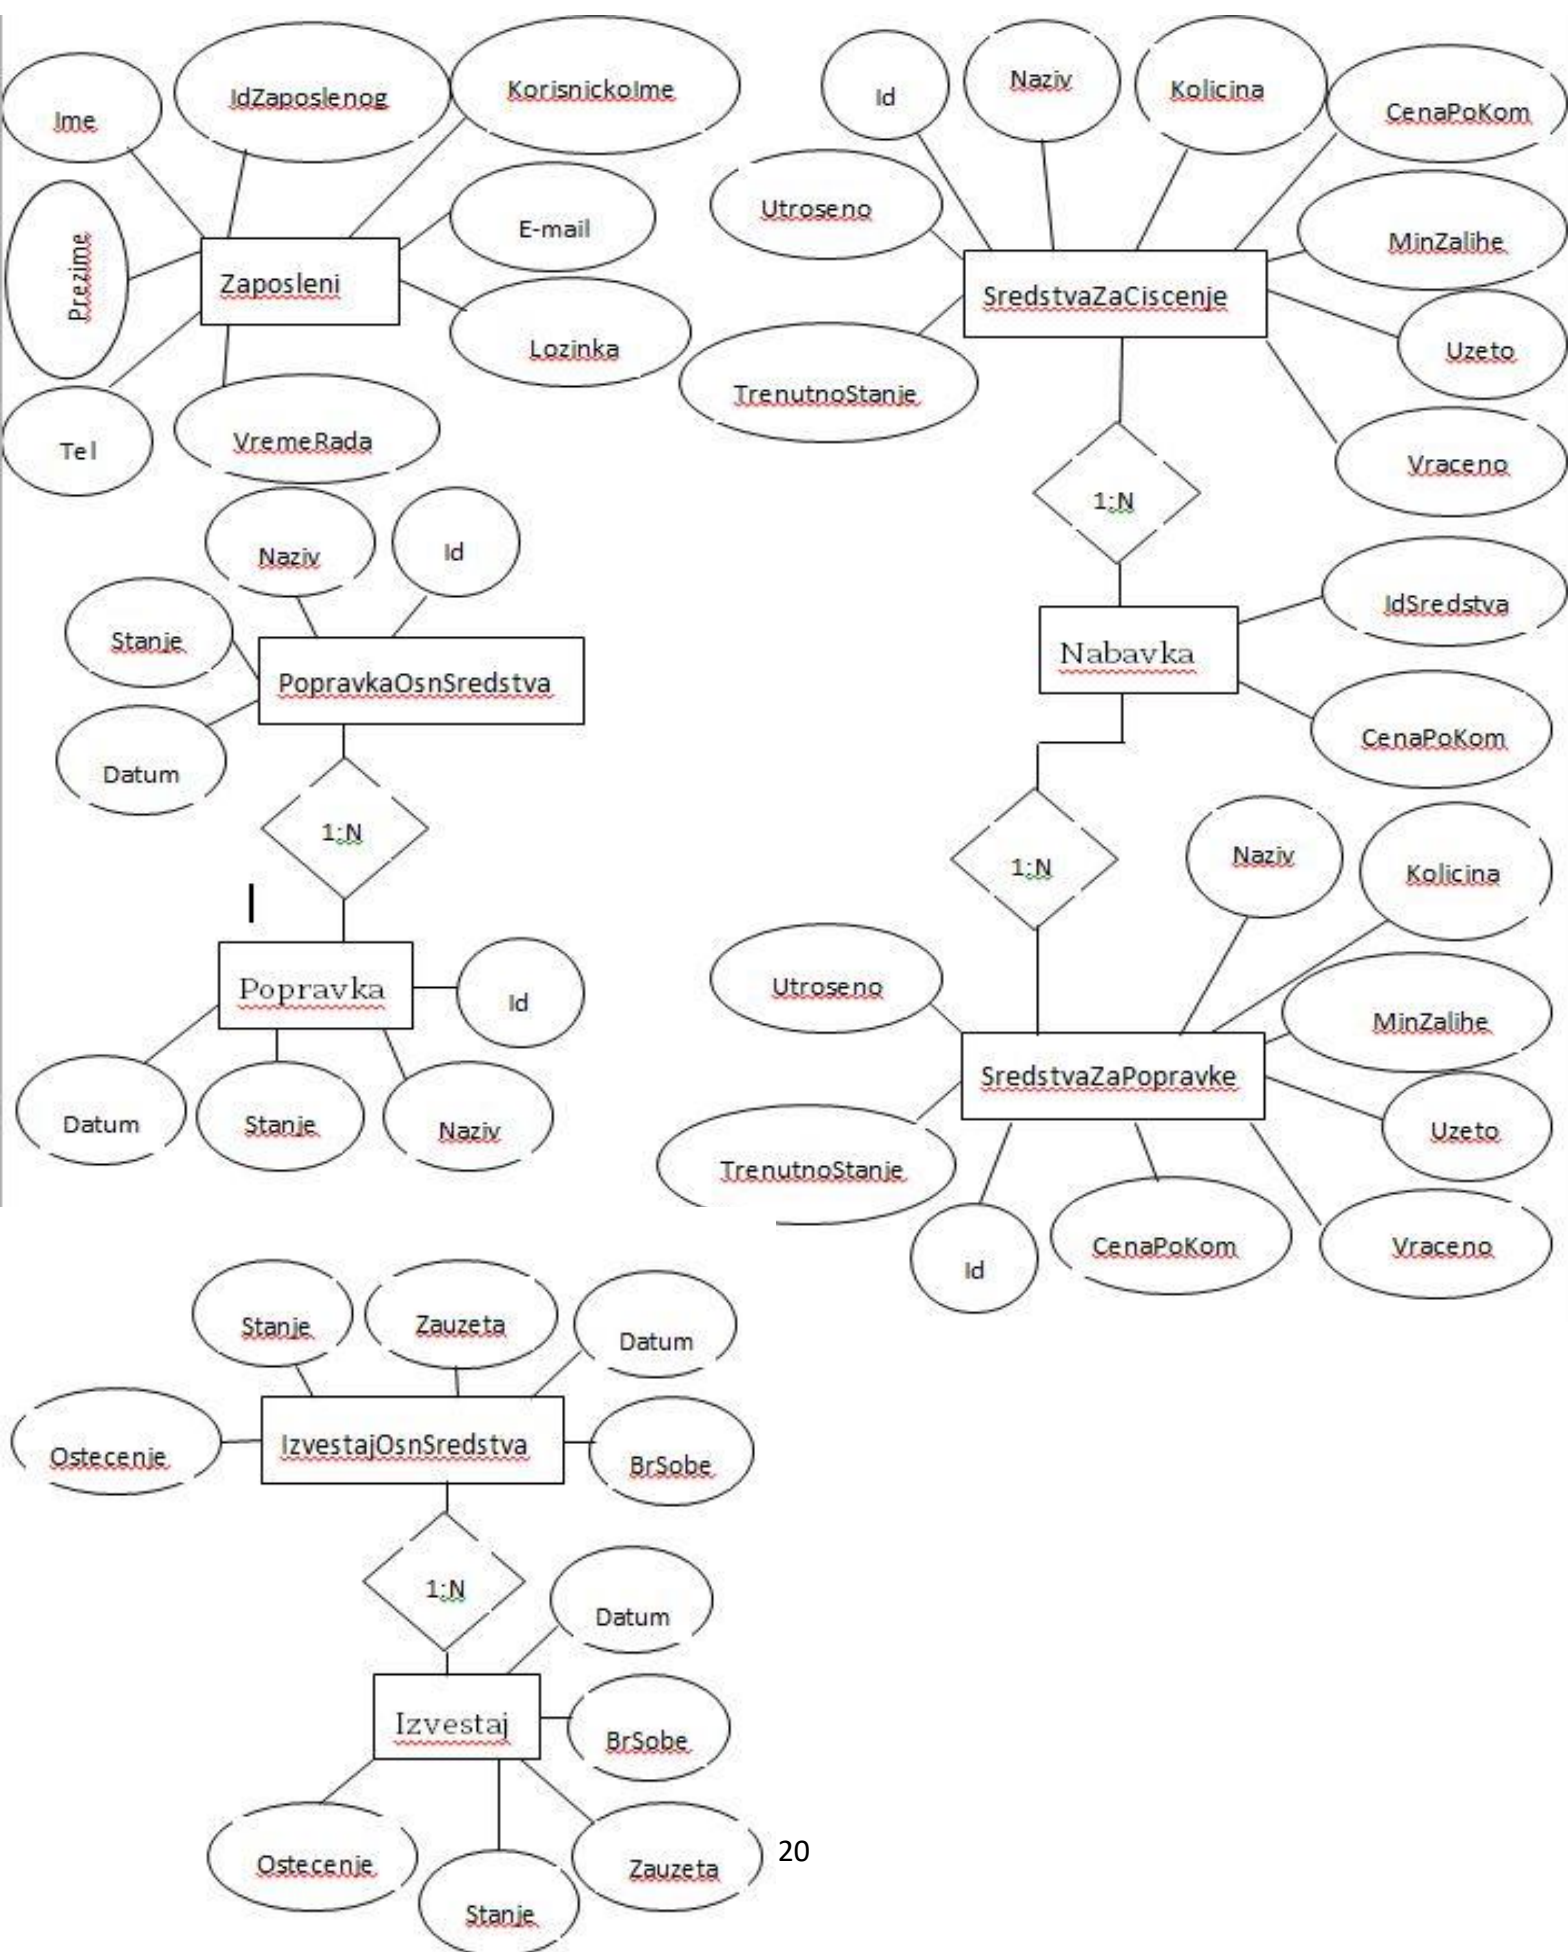 Ime
IdZaposlenog
KorisnickoIme
Prezime
Zaposleni
E-mail
Lozinka
Tel
VremeRada
Id
Naziv
Kolicina
CenaPoKom
Utroseno
MinZalihe
SredstvaZaCiscenje
Uzeto
TrenutnoStanje
Vraceno
1:N
Naziv
Id
Stanje
PopravkaOsnSredstva
Datum
1:N
Popravka
Id
Datum
Stanje
Naziv
IdSredstva
Nabavka
CenaPoKom
1:N
Naziv
Kolicina
Utroseno
MinZalihe
SredstvaZaPopravke
Uzeto
TrenutnoStanje
Id
CenaPoKom
Vraceno
Stanje
Zauzeta
Datum
Ostecenje
IzvestajOsnSredstva
BrSobe
1:N
Datum
Izvestaj
BrSobe
Ostecenje
Stanje
Zauzeta
20